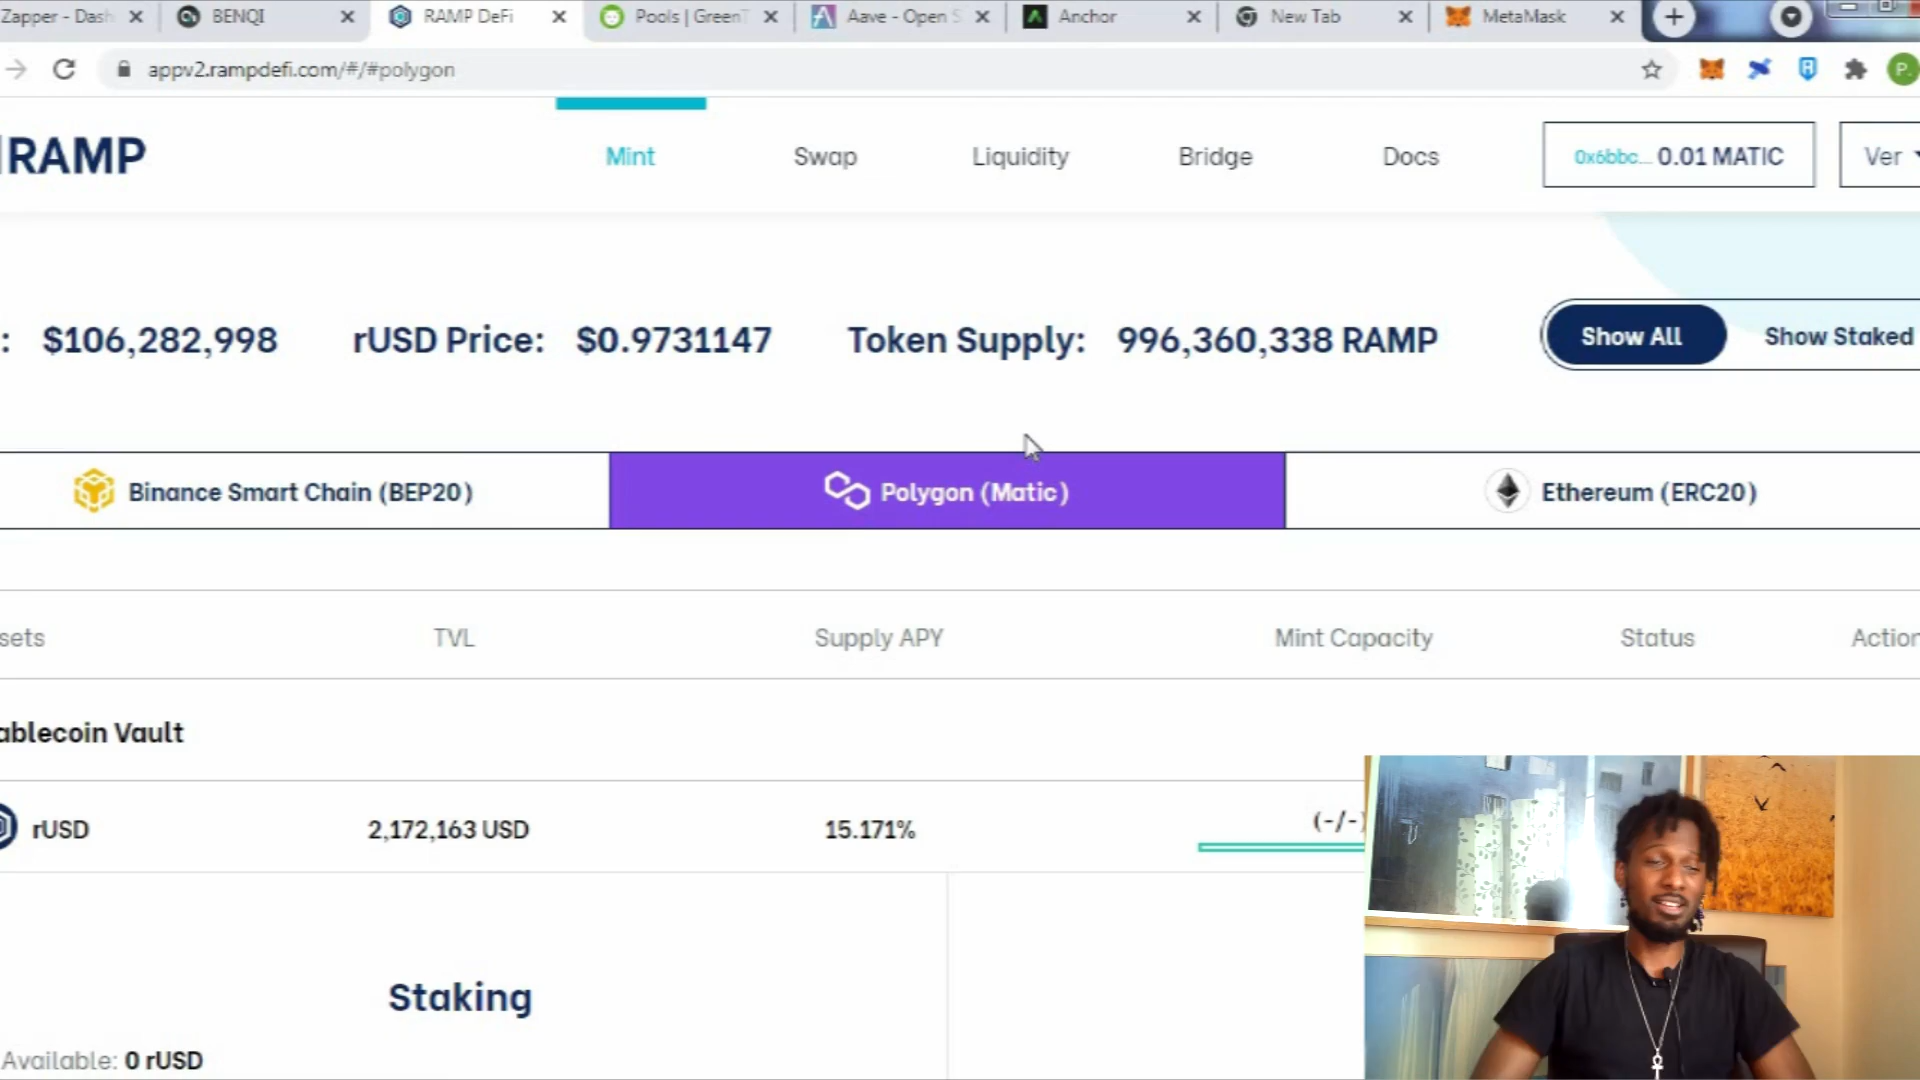 Zapper - Dash
BENQI
RAMP DeFi
Pools | GreenT
Aave - Open S
Anchor
New Tab
MetaMask
appv2.rampdefi.com/#/#polygon
P.
RAMP
Mint
Swap
Liquidity
Bridge
Docs
0x6bbc... 0.01 MATIC
Ver
: $106,282,998
rUSD Price: $0.9731147
Token Supply: 996,360,338 RAMP
Show All
Show Staked
Binance Smart Chain (BEP20)
Polygon (Matic)
Ethereum (ERC20)
sets
TVL
Supply APY
Mint Capacity
Status
Action
ablecoin Vault
rUSD
2,172,163 USD
15.171%
(-/-)
Staking
Available: 0 rUSD